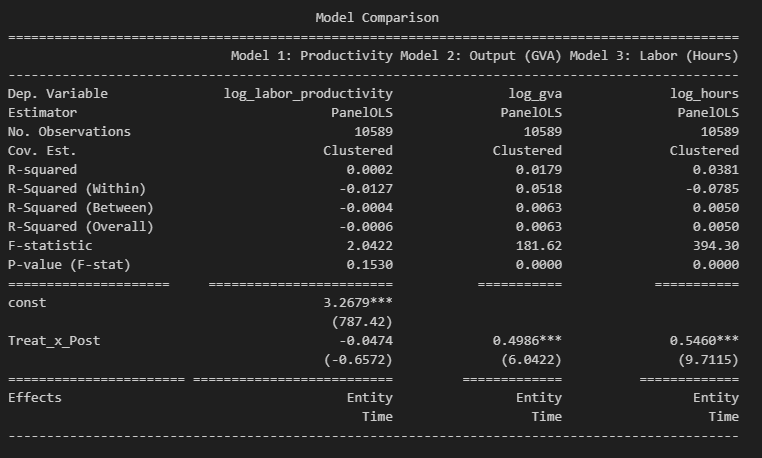 Model Comparison
==============================================================================================
Model 1: Productivity Model 2: Output (GVA) Model 3: Labor (Hours)
----------------------------------------------------------------------------------------------
Dep. Variable log_labor_productivity log_gva log_hours
Estimator PanelOLS PanelOLS PanelOLS
No. Observations 10589 10589 10589
Cov. Est. Clustered Clustered Clustered
R-squared 0.0002 0.0179 0.0381
R-Squared (Within) -0.0127 0.0518 -0.0785
R-Squared (Between) -0.0004 0.0063 0.0050
R-Squared (Overall) -0.0006 0.0063 0.0050
F-statistic 2.0422 181.62 394.30
P-value (F-stat) 0.1530 0.0000 0.0000
===================== ======================== =========== ===========
const 3.2679***
(787.42)
Treat_x_Post -0.0474 0.4986*** 0.5460***
(-0.6572) (6.0422) (9.7115)
======================= ========================== ============= =============
Effects Entity Entity Entity
Time Time Time
----------------------------------------------------------------------------------------------